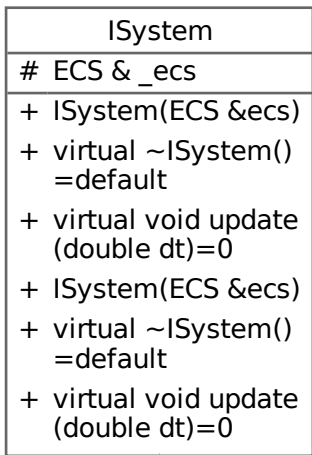 ISystem
# ECS & _ecs
+ ISystem(ECS &ecs)
+ virtual ~ISystem()
=default
+ virtual void update
(double dt)=0
+ ISystem(ECS &ecs)
+ virtual ~ISystem()
=default
+ virtual void update
(double dt)=0